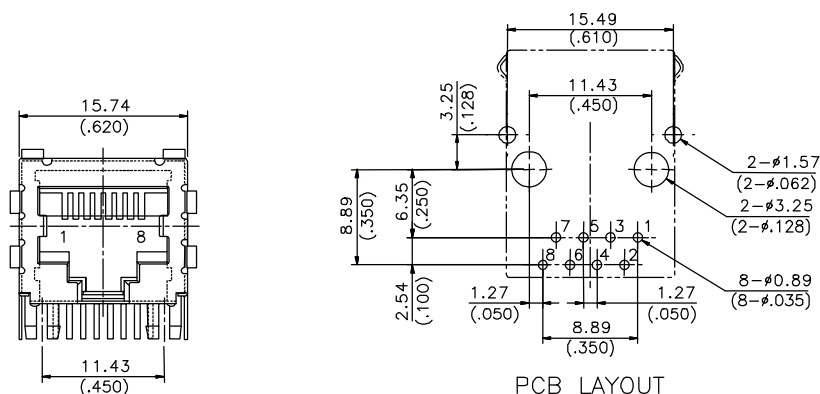 15.74
(.620)
1 8
11.43
(.450)
15.49
(.610)
11.43
(.450)
3.25
(.128)
2-ø1.57
(2-ø.062)
2-ø3.25
(2-ø.128)
8.89
(.350)
6.35
(.250)
7 5 3 1
8 6 4 2
2.54
(.100)
8-ø0.89
(8-ø.035)
1.27
(.050)
1.27
(.050)
8.89
(.350)
PCB LAYOUT